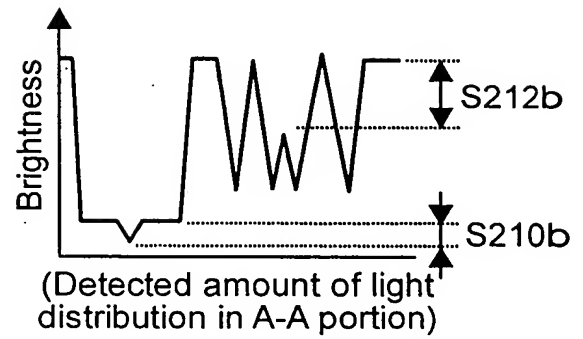 Brightness
S212b
S210b
(Detected amount of light
distribution in A-A portion)